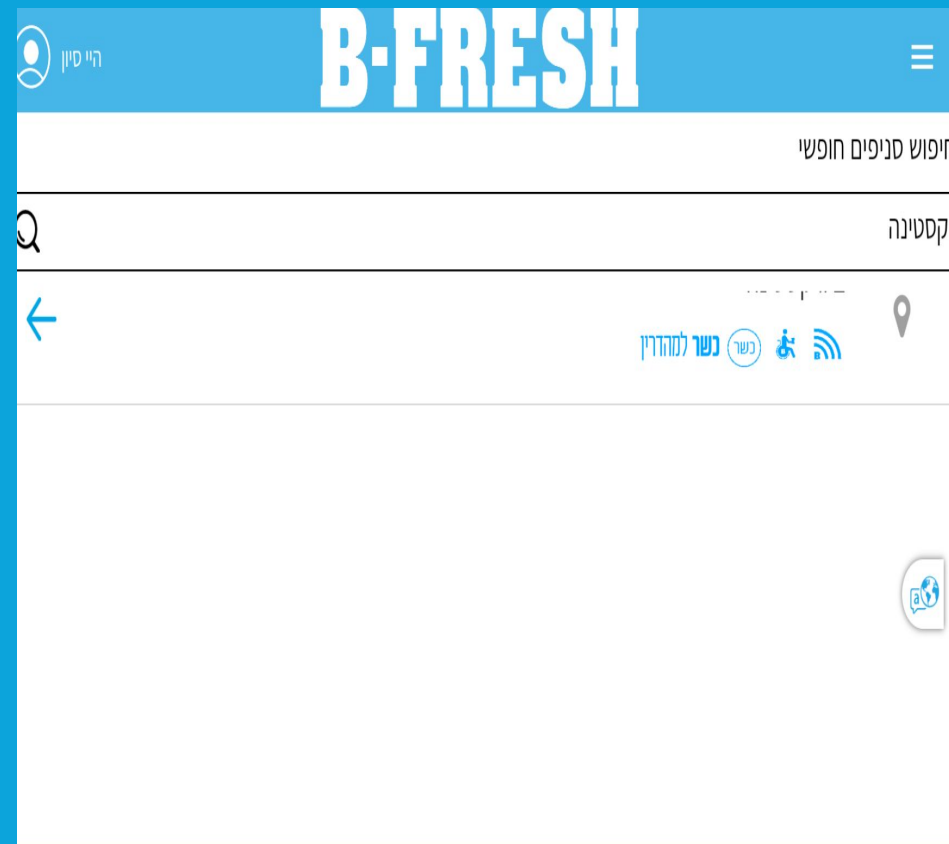 היי סיון
B-FRESH
חיפוש סניפים חופשי
קסטינה
כשר כשר למהדרין
a